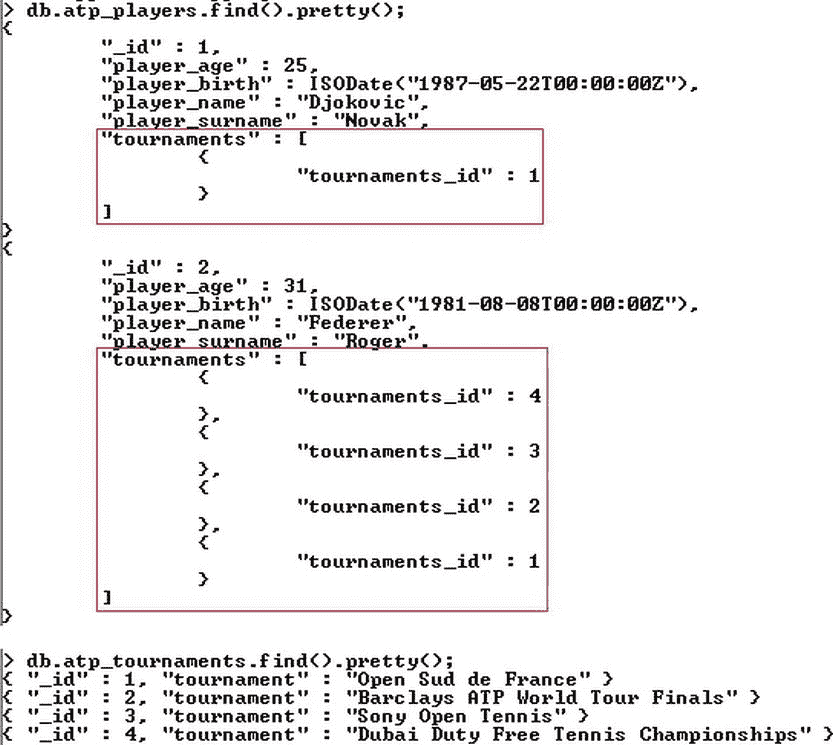 > db.atp_players.find().pretty();
{
"_id" : 1,
"player_age" : 25,
"player_birth" : ISODate("1987-05-22T00:00:00Z"),
"player_name" : "Djokovic",
"player_surname" : "Novak",
"tournaments" : [
{
"tournaments_id" : 1
}
]
}
{
"_id" : 2,
"player_age" : 31,
"player_birth" : ISODate("1981-08-08T00:00:00Z"),
"player_name" : "Federer",
"player_surname" : "Roger",
"tournaments" : [
{
"tournaments_id" : 4
},
{
"tournaments_id" : 3
},
{
"tournaments_id" : 2
},
{
"tournaments_id" : 1
}
]
}
> db.atp_tournaments.find().pretty();
{ "_id" : 1, "tournament" : "Open Sud de France" }
{ "_id" : 2, "tournament" : "Barclays ATP World Tour Finals" }
{ "_id" : 3, "tournament" : "Sony Open Tennis" }
{ "_id" : 4, "tournament" : "Dubai Duty Free Tennis Championships" }